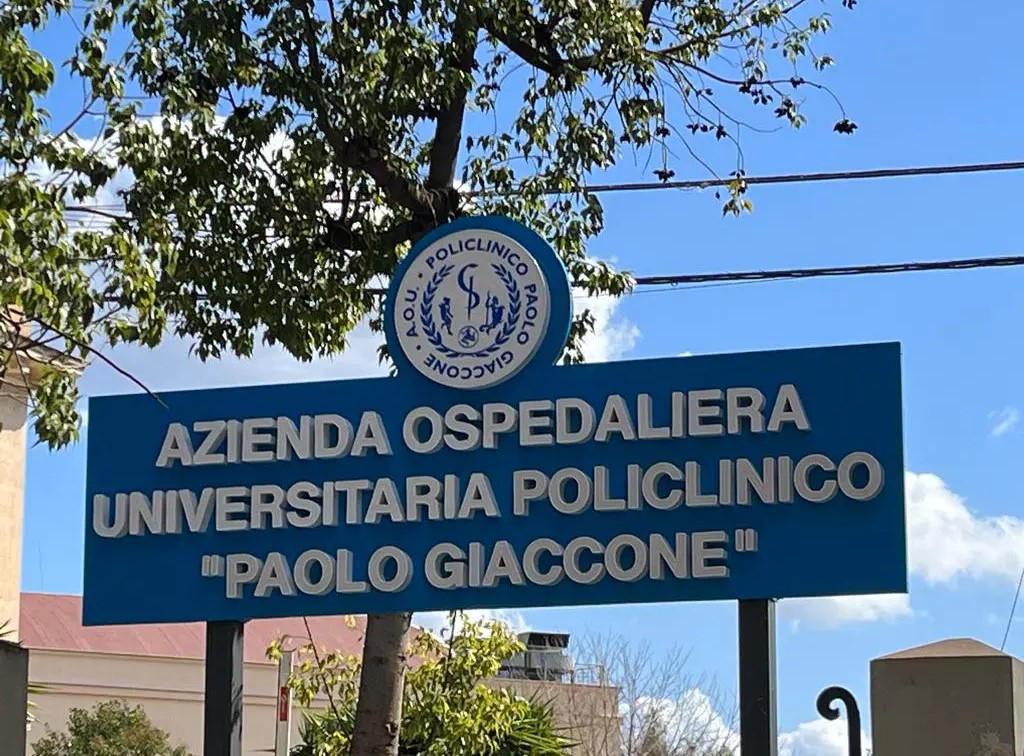 A.O.U. · POLICLINICO PAOLO GIACCONE ·
AZIENDA OSPEDALIERA
UNIVERSITARIA POLICLINICO
"PAOLO GIACCONE"